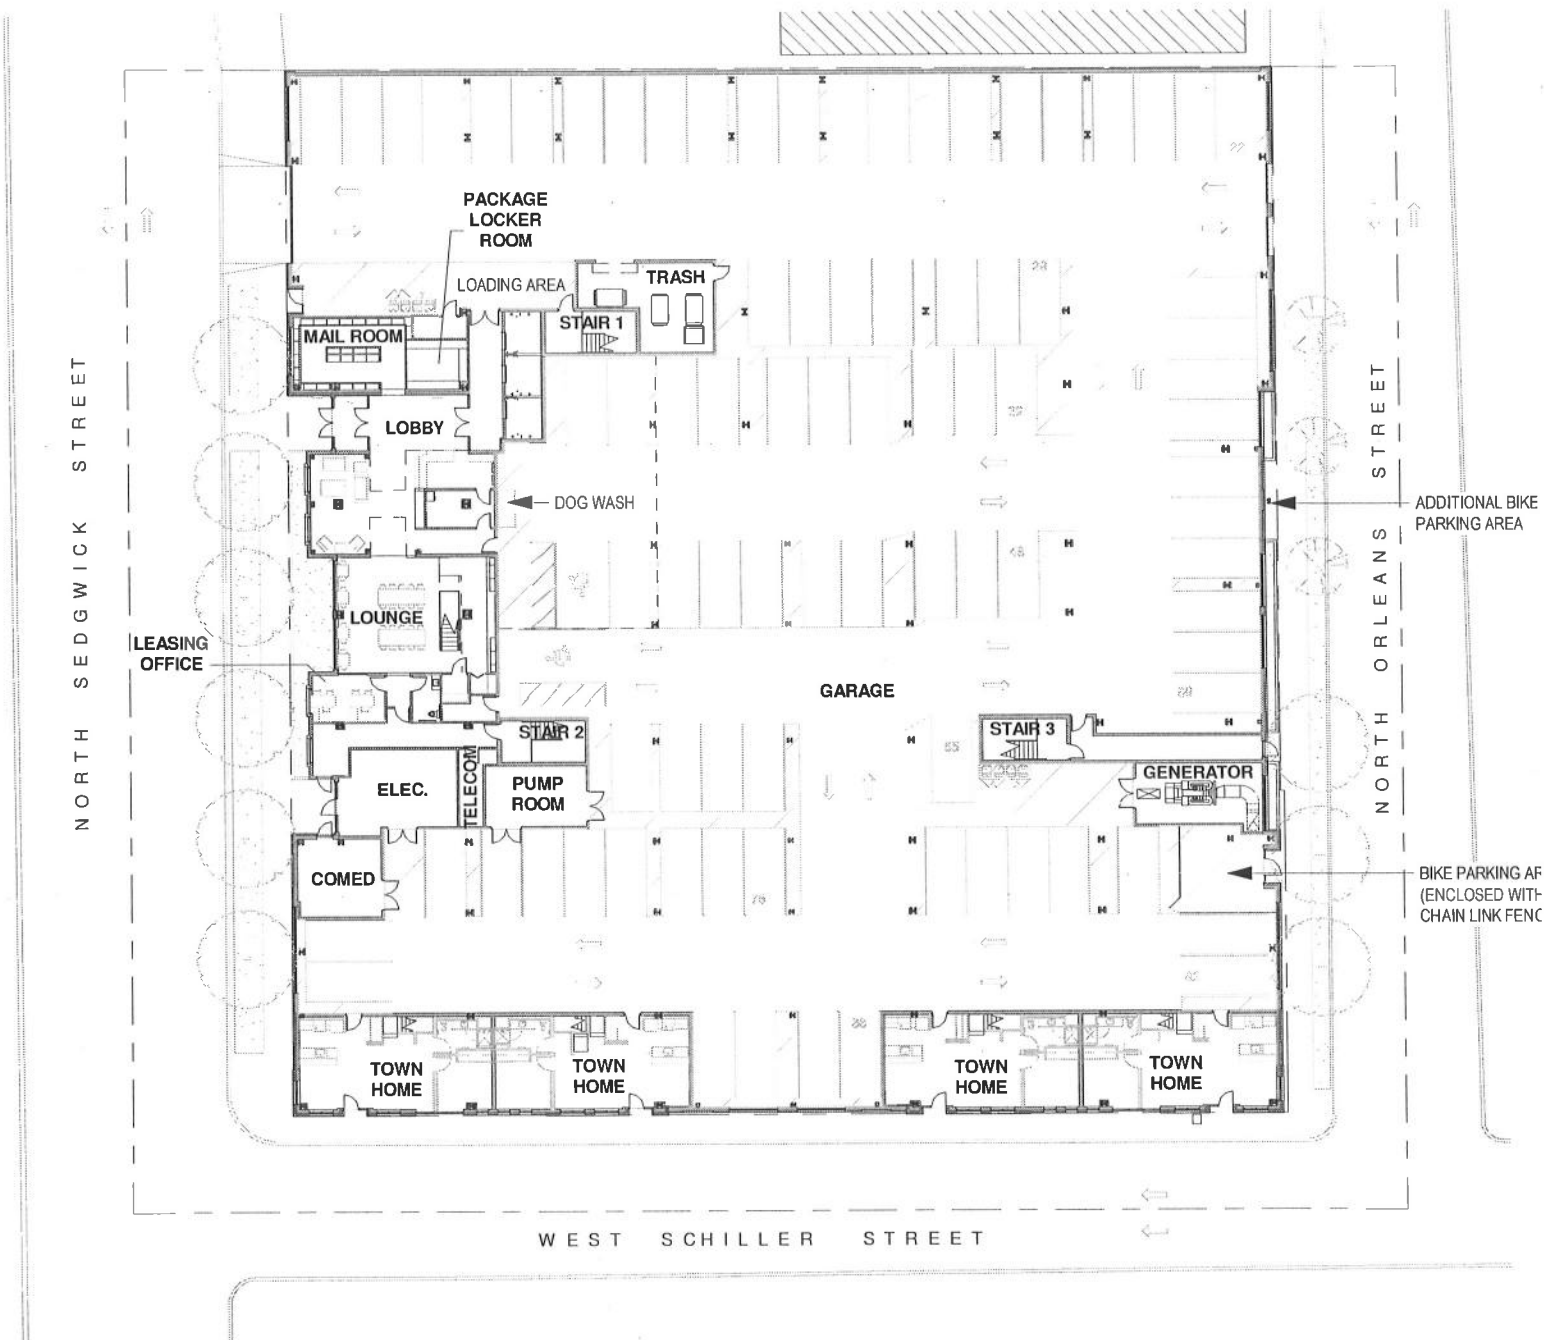 PACKAGE
LOCKER
ROOM
LOADING AREA
TRASH
STAIR 1
MAIL ROOM
LOBBY
DOG WASH
ADDITIONAL BIKE
PARKING AREA
LOUNGE
LEASING
OFFICE
GARAGE
STAIR 2
STAIR 3
ELEC.
TELECOM
PUMP
ROOM
GENERATOR
COMED
BIKE PARKING AR
(ENCLOSED WITH
CHAIN LINK FENC
TOWN
HOME
TOWN
HOME
TOWN
HOME
TOWN
HOME
NORTH SEDGWICK STREET
NORTH ORLEANS STREET
WEST SCHILLER STREET